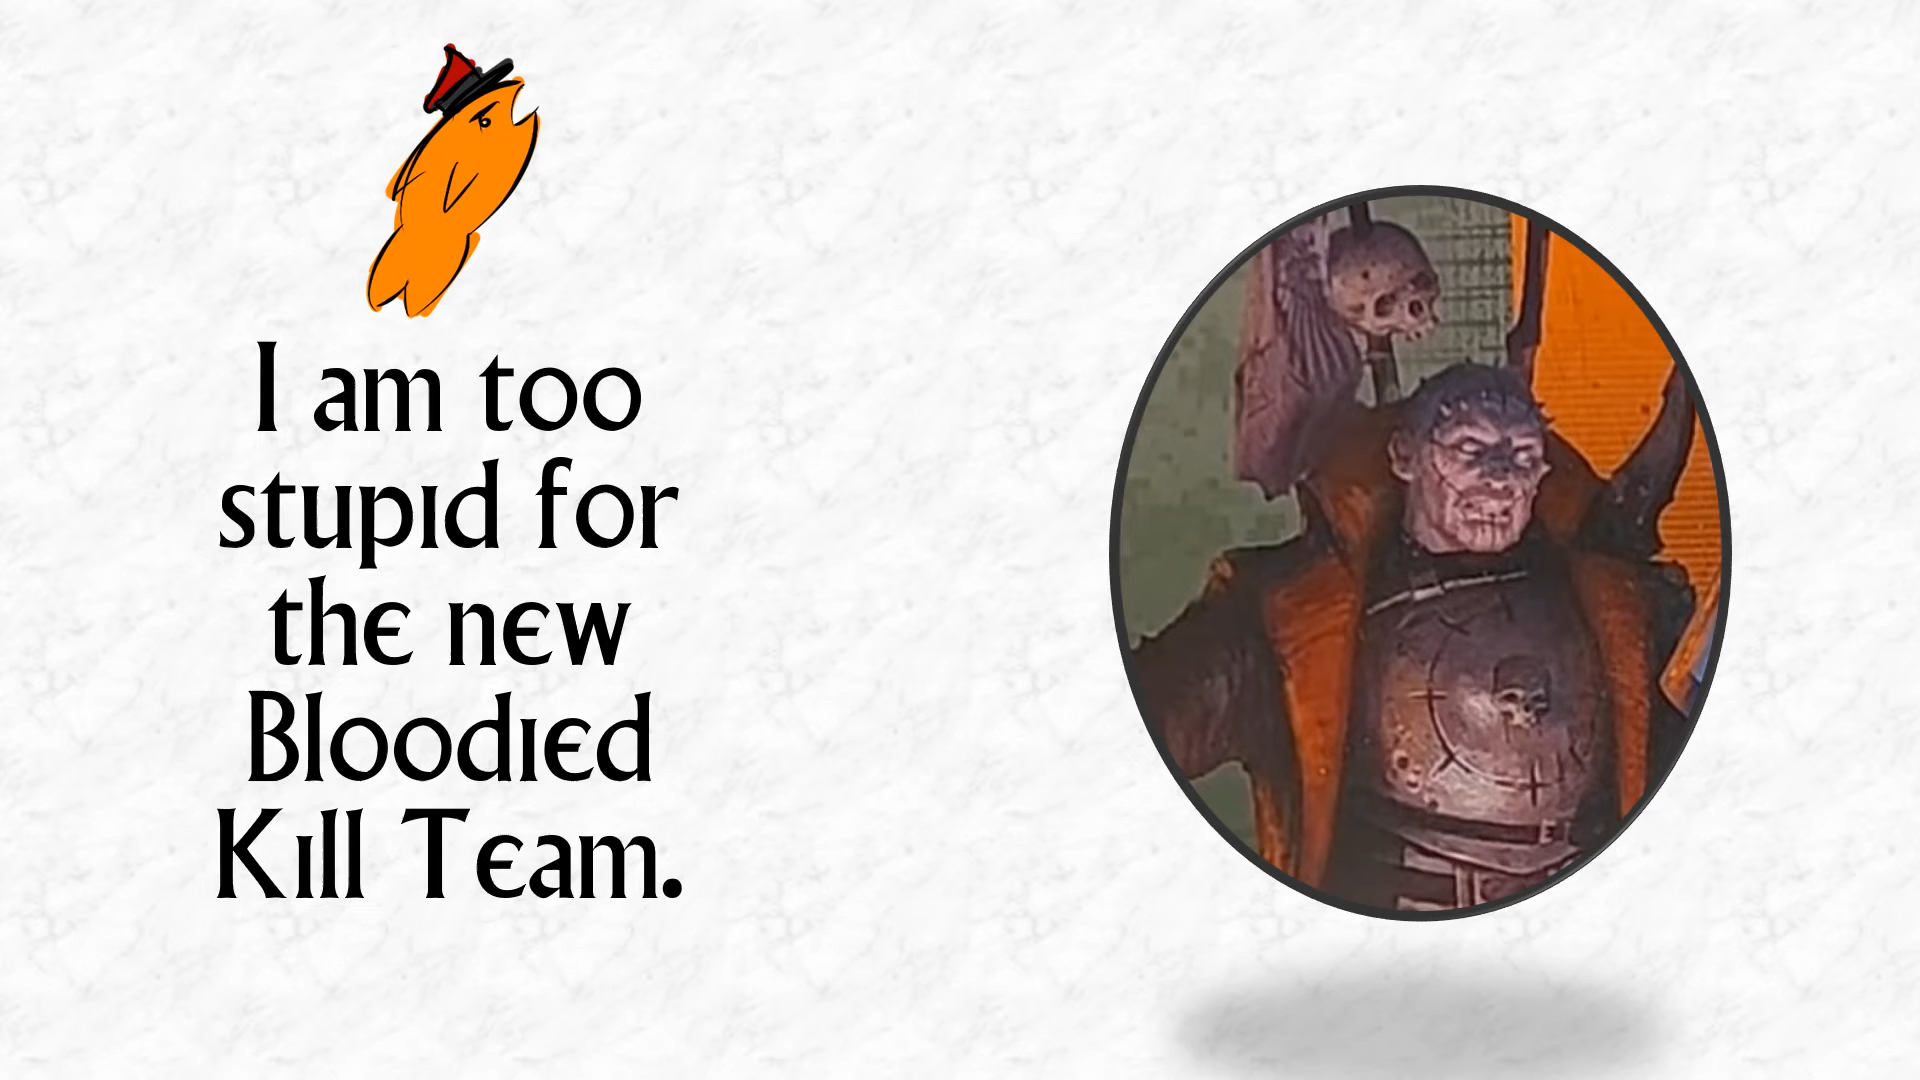 I am too
stupid for
the new
Bloodied
Kill Team.